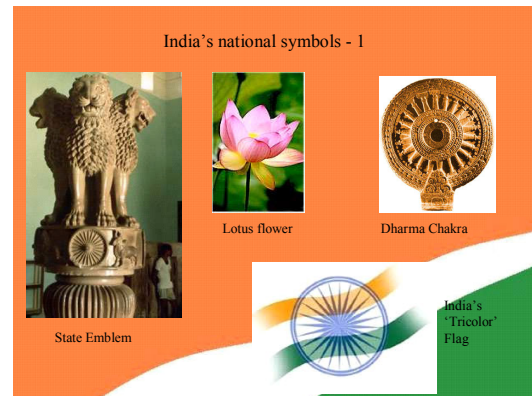 India’s national symbols - 1
Lotus flower
Dharma Chakra
State Emblem
India’s
‘Tricolor’
Flag